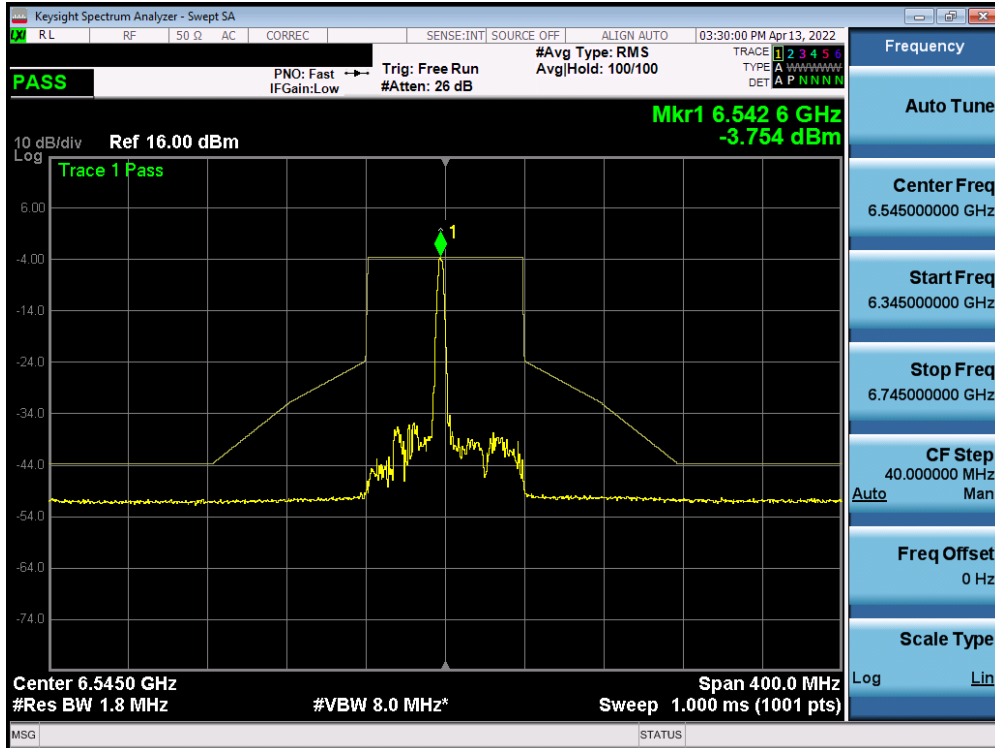 Keysight Spectrum Analyzer - Swept SA
LXI RL RF 50 Ω AC CORREC SENSE:INT SOURCE OFF ALIGN AUTO 03:30:00 PM Apr 13, 2022
PASS
PNO: Fast
IFGain:Low
Trig: Free Run
#Atten: 26 dB
#Avg Type: RMS
Avg|Hold: 100/100
TRACE 1 2 3 4 5 6
TYPE A WWWWW
DET A P N N N N
Mkr1 6.542 6 GHz
-3.754 dBm
10 dB/div Ref 16.00 dBm
Log
Trace 1 Pass
1
6.00
-4.00
-14.0
-24.0
-34.0
-44.0
-54.0
-64.0
-74.0
Center 6.5450 GHz Span 400.0 MHz
#Res BW 1.8 MHz #VBW 8.0 MHz* Sweep 1.000 ms (1001 pts)
MSG STATUS
Frequency
Auto Tune
Center Freq
6.545000000 GHz
Start Freq
6.345000000 GHz
Stop Freq
6.745000000 GHz
CF Step
40.000000 MHz
Auto Man
Freq Offset
0 Hz
Scale Type
Log Lin